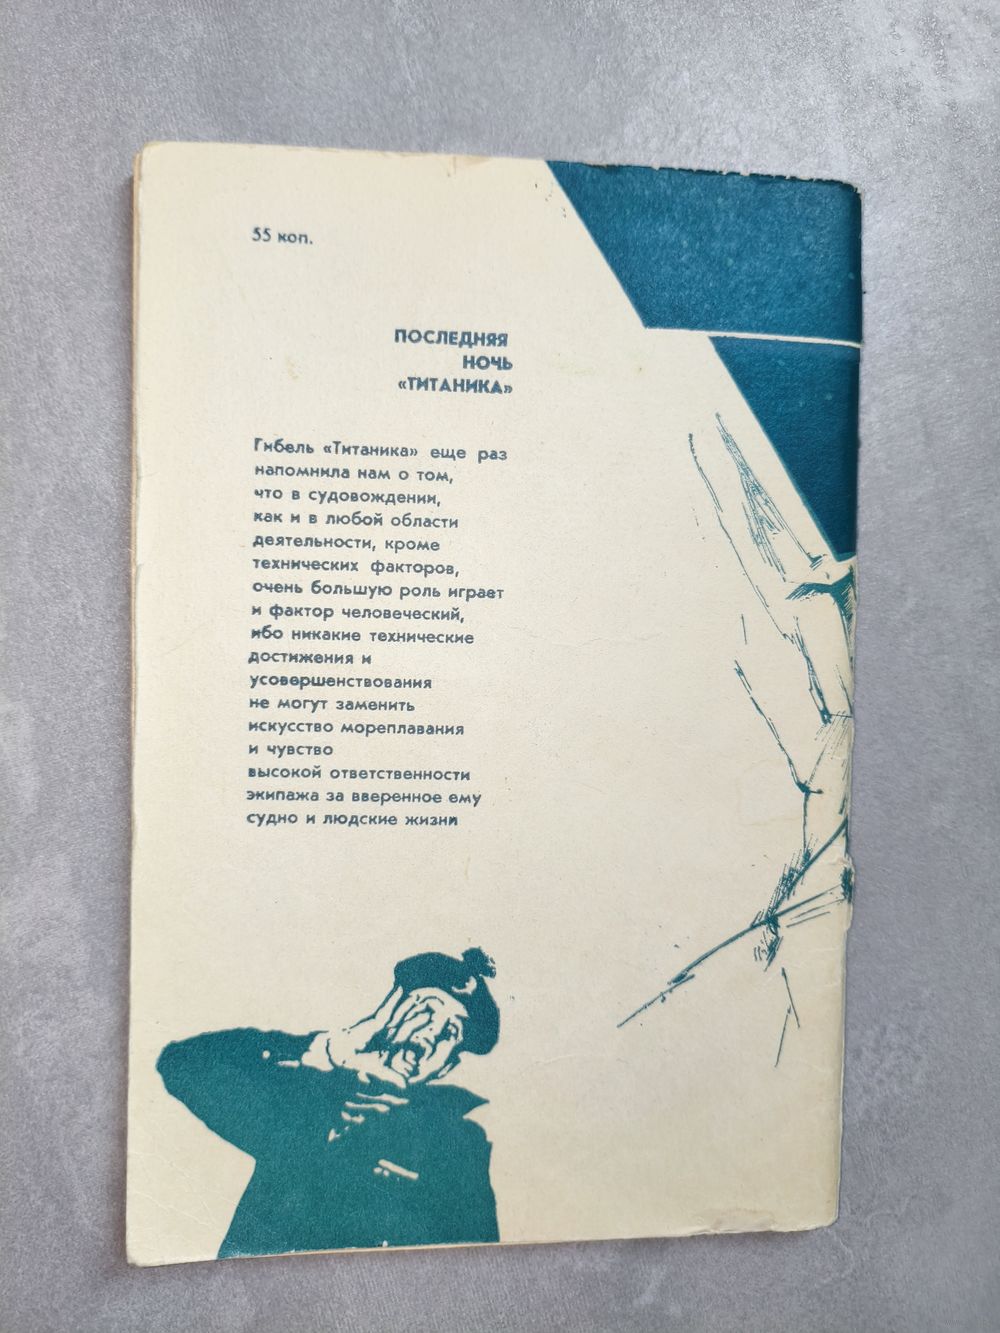 55 коп.
ПОСЛЕДНЯЯ
НОЧЬ
«ТИТАНИКА»
Гибель «Титаника» еще раз
напомнила нам о том,
что в судовождении,
как и в любой области
деятельности, кроме
технических факторов,
очень большую роль играет
и фактор человеческий,
ибо никакие технические
достижения и
усовершенствования
не могут заменить
искусство мореплавания
и чувство
высокой ответственности
экипажа за вверенное ему
судно и людские жизни